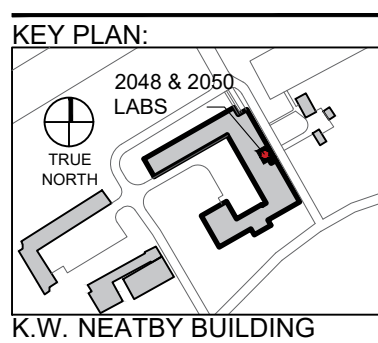 KEY PLAN:
2048 & 2050
LABS
TRUE
NORTH
K.W. NEATBY BUILDING